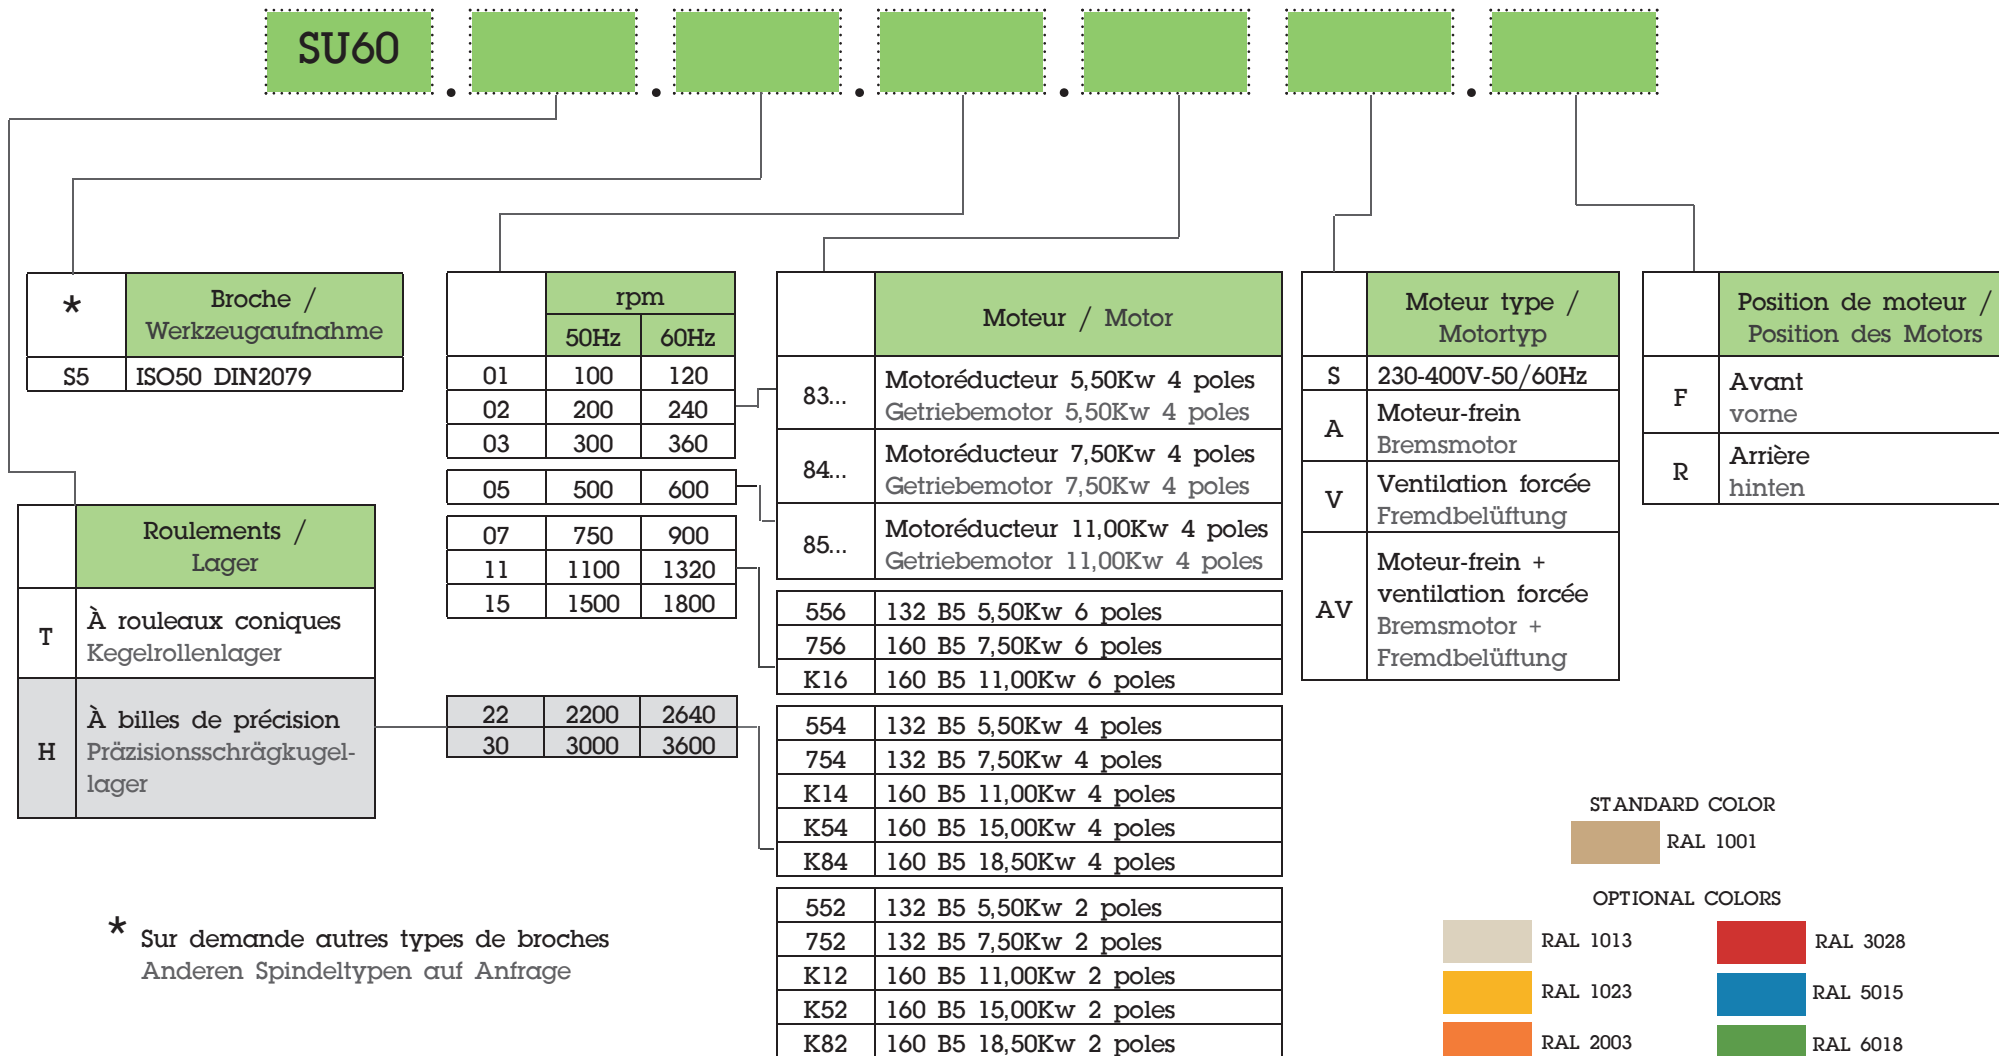 SU60 . . . . .
* Broche /
Werkzeugaufnahme
S5 ISO50 DIN2079
Roulements /
Lager
T À rouleaux coniques
Kegelrollenlager
H À billes de précision
Präzisionsschrägkugel-
lager
rpm
50Hz 60Hz
01 100 120
02 200 240
03 300 360
05 500 600
07 750 900
11 1100 1320
15 1500 1800
22 2200 2640
30 3000 3600
Moteur / Motor
83... Motoréducteur 5,50Kw 4 poles
Getriebemotor 5,50Kw 4 poles
84... Motoréducteur 7,50Kw 4 poles
Getriebemotor 7,50Kw 4 poles
85... Motoréducteur 11,00Kw 4 poles
Getriebemotor 11,00Kw 4 poles
556 132 B5 5,50Kw 6 poles
756 160 B5 7,50Kw 6 poles
K16 160 B5 11,00Kw 6 poles
554 132 B5 5,50Kw 4 poles
754 132 B5 7,50Kw 4 poles
K14 160 B5 11,00Kw 4 poles
K54 160 B5 15,00Kw 4 poles
K84 160 B5 18,50Kw 4 poles
552 132 B5 5,50Kw 2 poles
752 132 B5 7,50Kw 2 poles
K12 160 B5 11,00Kw 2 poles
K52 160 B5 15,00Kw 2 poles
K82 160 B5 18,50Kw 2 poles
Moteur type /
Motortyp
S 230-400V-50/60Hz
A Moteur-frein
Bremsmotor
V Ventilation forcée
Fremdbelüftung
AV Moteur-frein +
ventilation forcée
Bremsmotor +
Fremdbelüftung
Position de moteur /
Position des Motors
F Avant
vorne
R Arrière
hinten
* Sur demande autres types de broches
Anderen Spindeltypen auf Anfrage
STANDARD COLOR
RAL 1001
OPTIONAL COLORS
RAL 1013 RAL 3028
RAL 1023 RAL 5015
RAL 2003 RAL 6018